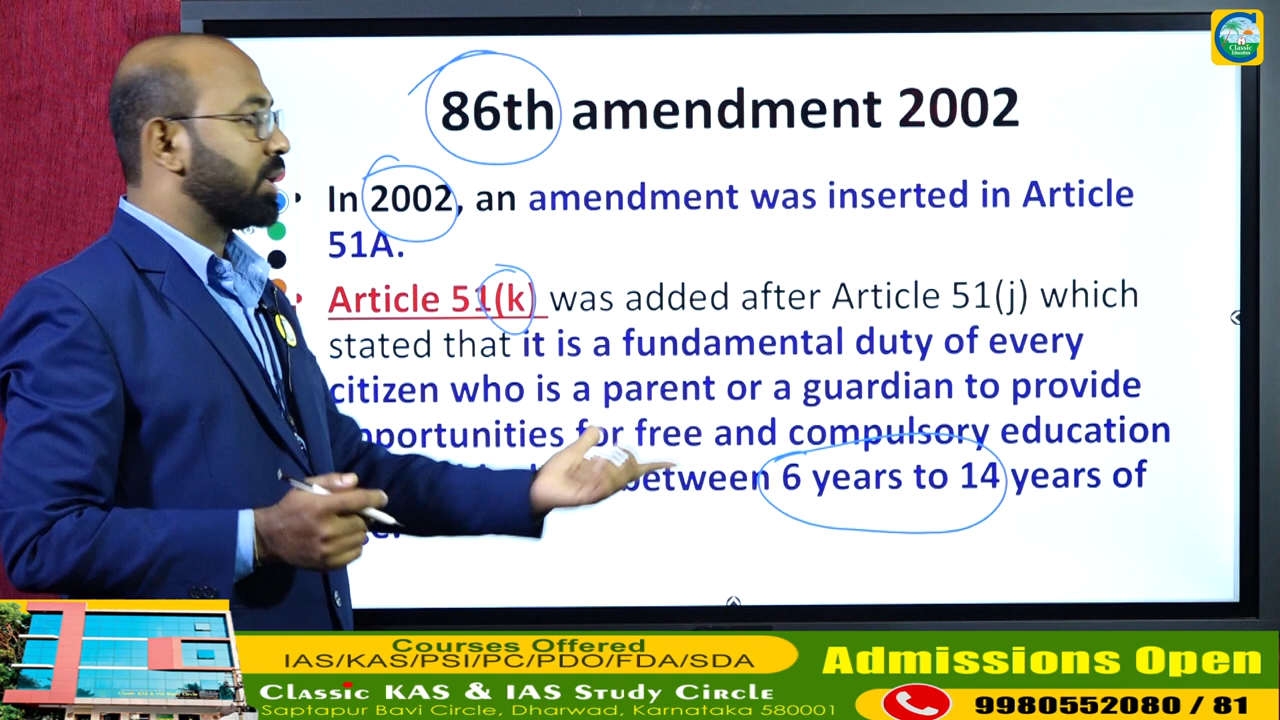 Classic
Education
86th amendment 2002
In 2002, an amendment was inserted in Article
51A.
Article 51(k) was added after Article 51(j) which
stated that it is a fundamental duty of every
citizen who is a parent or a guardian to provide
opportunities for free and compulsory education
between 6 years to 14 years of
Courses Offered
IAS/KAS/PSI/PC/PDO/FDA/SDA
Admissions Open
Classic KAS & IAS Study Circle
Saptapur Bavi Circle, Dharwad, Karnataka 580001
9980552080 / 81